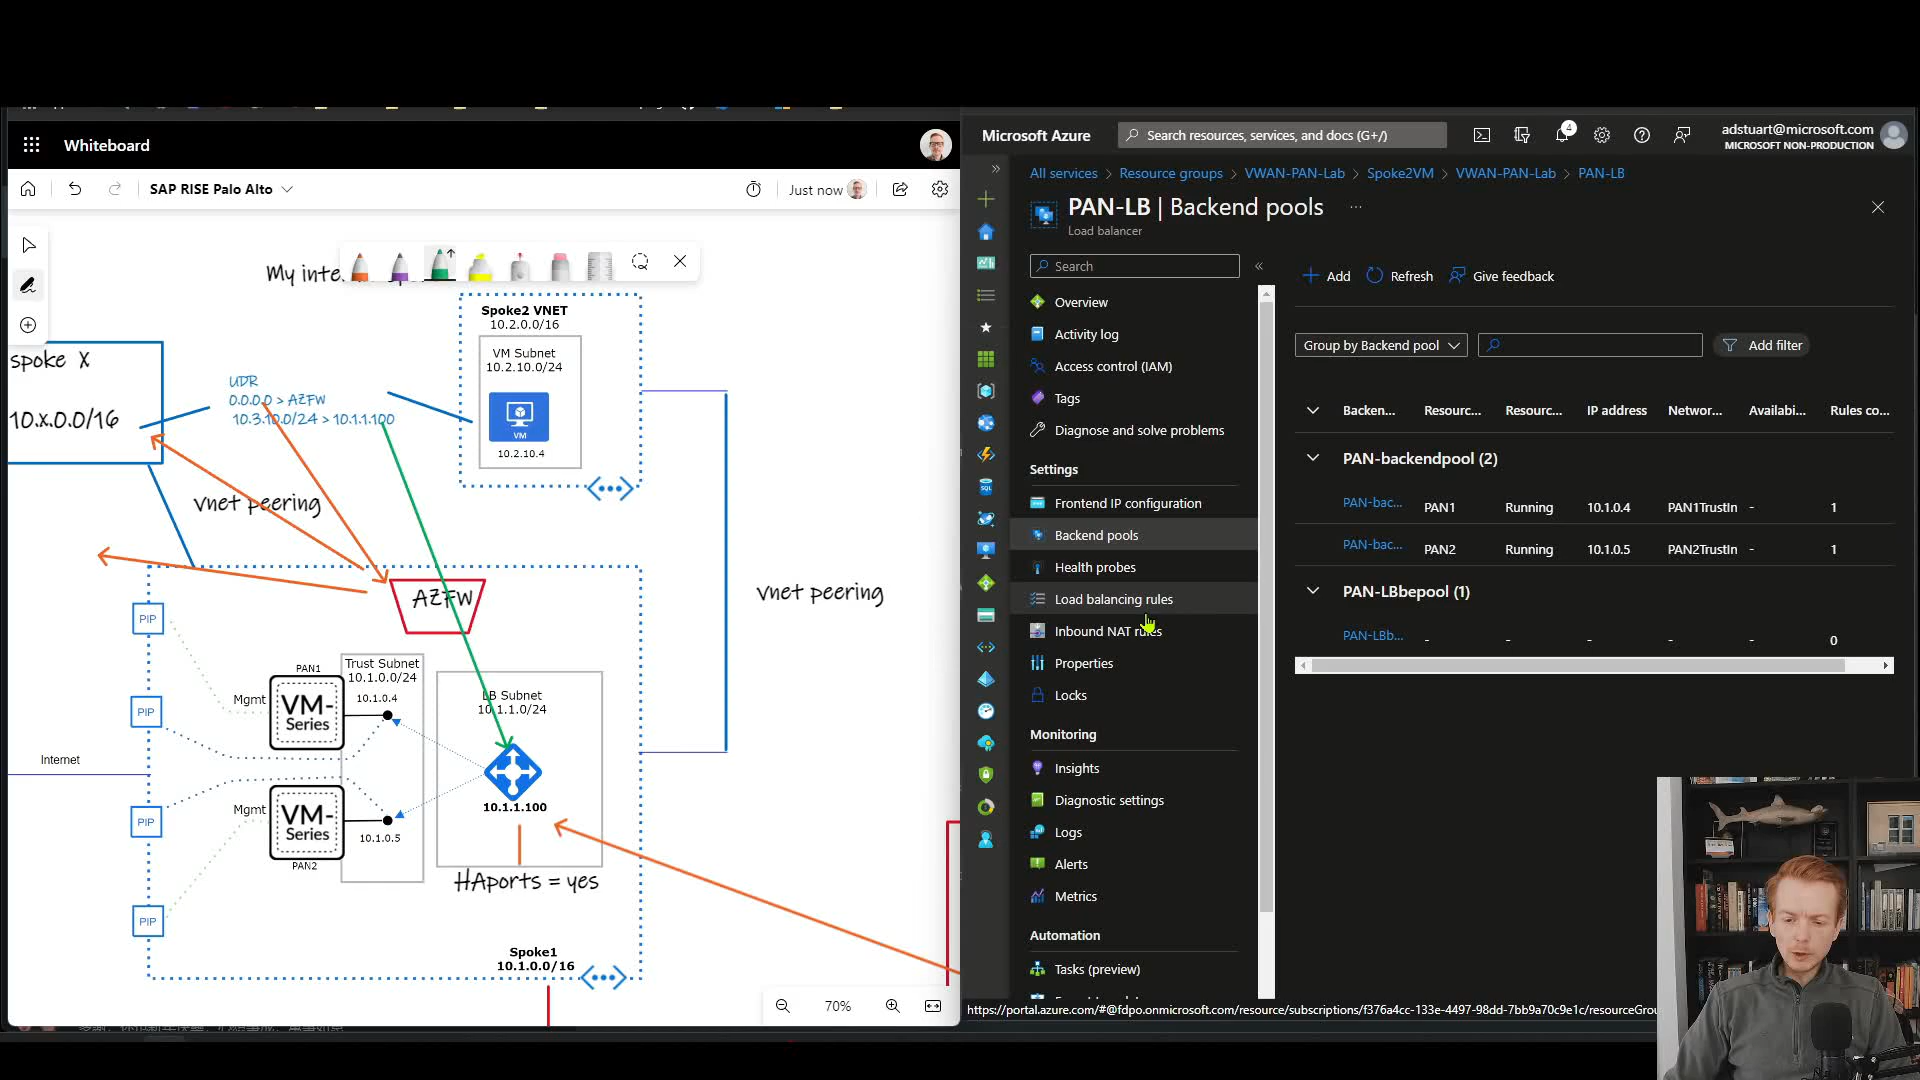 Whiteboard
SAP RISE Palo Alto
Just now
My inte
Spoke2 VNET
10.2.0.0/16
VM Subnet
10.2.10.0/24
VM
10.2.10.4
spoke X
10.x.0.0/16
UDR
0.0.0.0 > AZFW
10.3.10.0/24 > 10.1.1.100
vnet peering
vnet peering
AZFW
PIP
PIP
PIP
PIP
Internet
PAN1
Mgmt
VM-
Series
Trust Subnet
10.1.0.0/24
10.1.0.4
Mgmt
VM-
Series
PAN2
10.1.0.5
LB Subnet
10.1.1.0/24
10.1.1.100
HAports = yes
Spoke1
10.1.0.0/16
70%
Microsoft Azure
Search resources, services, and docs (G+/)
4
adstuart@microsoft.com
MICROSOFT NON-PRODUCTION
All services > Resource groups > VWAN-PAN-Lab > Spoke2VM > VWAN-PAN-Lab > PAN-LB
PAN-LB | Backend pools ...
Load balancer
Search
Overview
Activity log
Access control (IAM)
Tags
Diagnose and solve problems
Settings
Frontend IP configuration
Backend pools
Health probes
Load balancing rules
Inbound NAT rules
Properties
Locks
Monitoring
Insights
Diagnostic settings
Logs
Alerts
Metrics
Automation
Tasks (preview)
Add Refresh Give feedback
Group by Backend pool
Add filter
Backen... Resourc... Resourc... IP address Networ... Availabi... Rules co...
PAN-backendpool (2)
PAN-bac... PAN1 Running 10.1.0.4 PAN1TrustIn - 1
PAN-bac... PAN2 Running 10.1.0.5 PAN2TrustIn - 1
PAN-LBbepool (1)
PAN-LBb... - - - - - 0
https://portal.azure.com/#@fdpo.onmicrosoft.com/resource/subscriptions/f376a4cc-133e-4497-98dd-7bb9a70c9e1c/resourceGrou